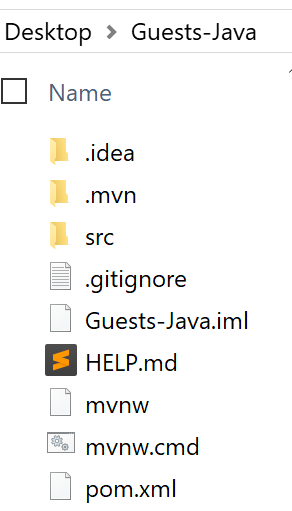 Desktop > Guests-Java
Name
.idea
.mvn
src
.gitignore
Guests-Java.iml
HELP.md
mvnw
mvnw.cmd
pom.xml